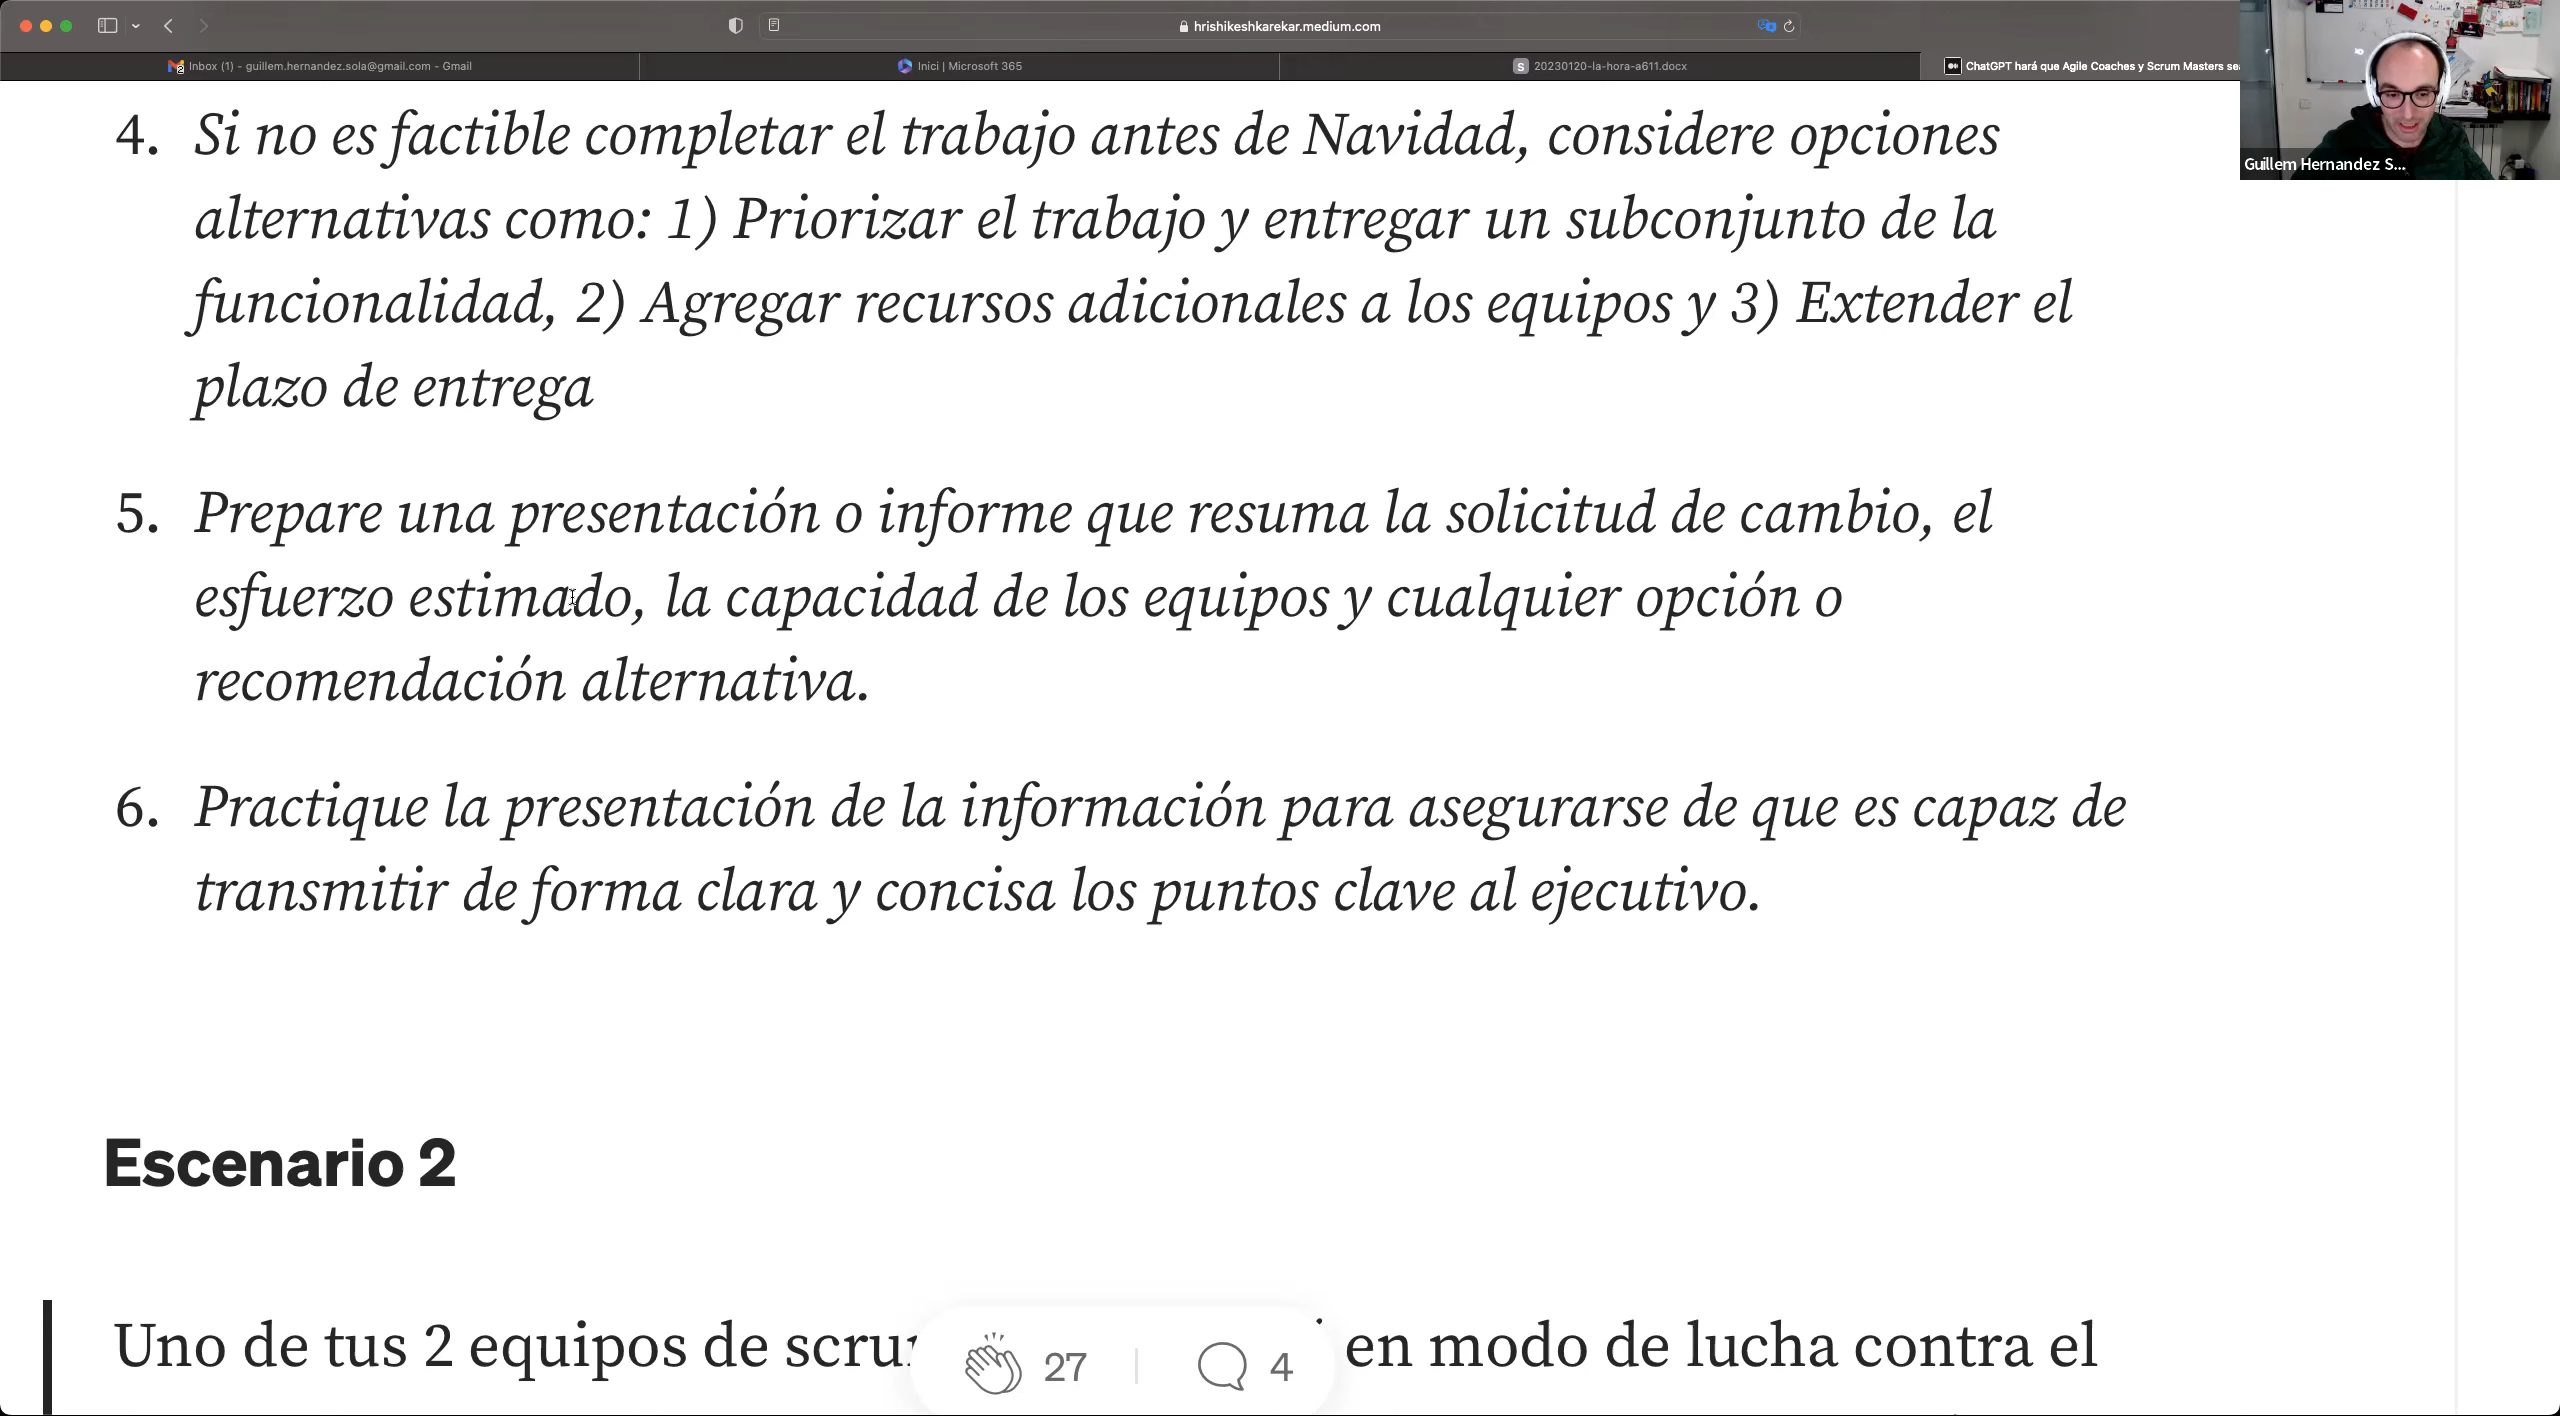 hrishikeshkarekar.medium.com
Inbox (1) - guillem.hernandez.sola@gmail.com - Gmail
Inici | Microsoft 365
S 20230120-la-hora-a611.docx
ChatGPT hará que Agile Coaches y Scrum Masters sea
Guillem Hernandez S...
4. Si no es factible completar el trabajo antes de Navidad, considere opciones
alternativas como: 1) Priorizar el trabajo y entregar un subconjunto de la
funcionalidad, 2) Agregar recursos adicionales a los equipos y 3) Extender el
plazo de entrega
5. Prepare una presentación o informe que resuma la solicitud de cambio, el
esfuerzo estimado, la capacidad de los equipos y cualquier opción o
recomendación alternativa.
6. Practique la presentación de la información para asegurarse de que es capaz de
transmitir de forma clara y concisa los puntos clave al ejecutivo.
Escenario 2
Uno de tus 2 equipos de scru en modo de lucha contra el
27 4